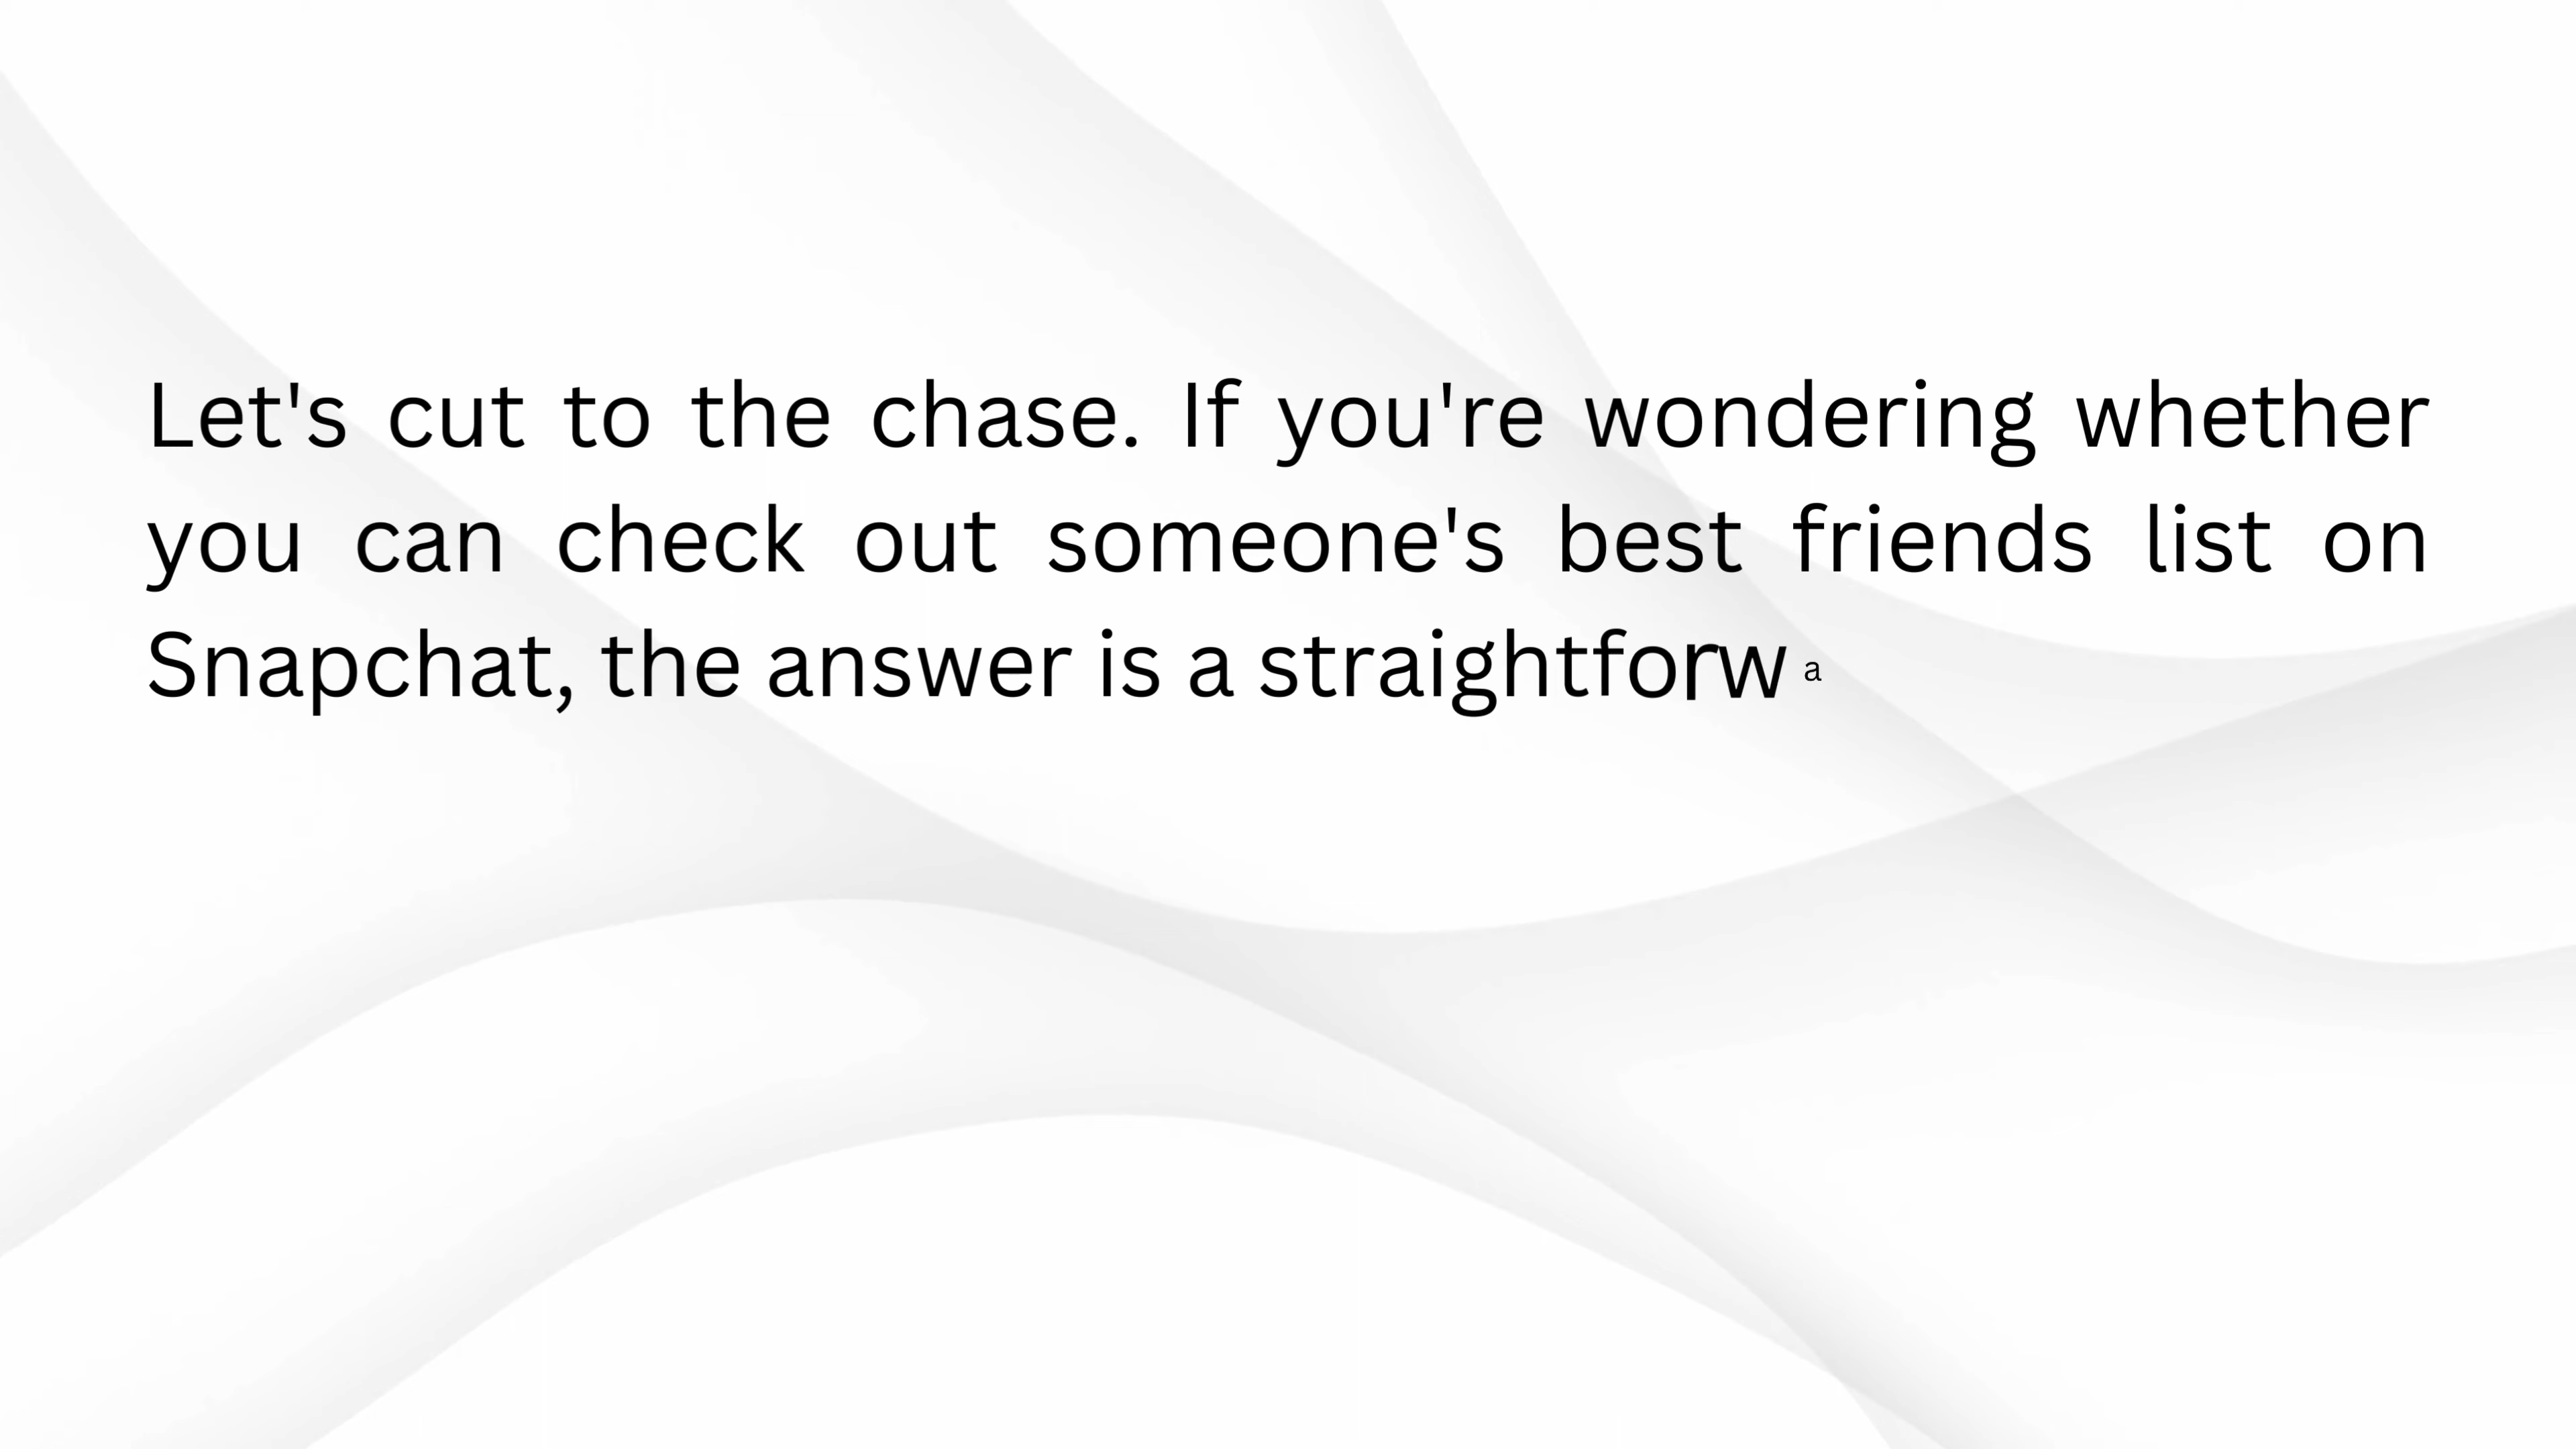 Let's cut to the chase. If you're wondering whether
you can check out someone's best friends list on
Snapchat, the answer is a straightforwa